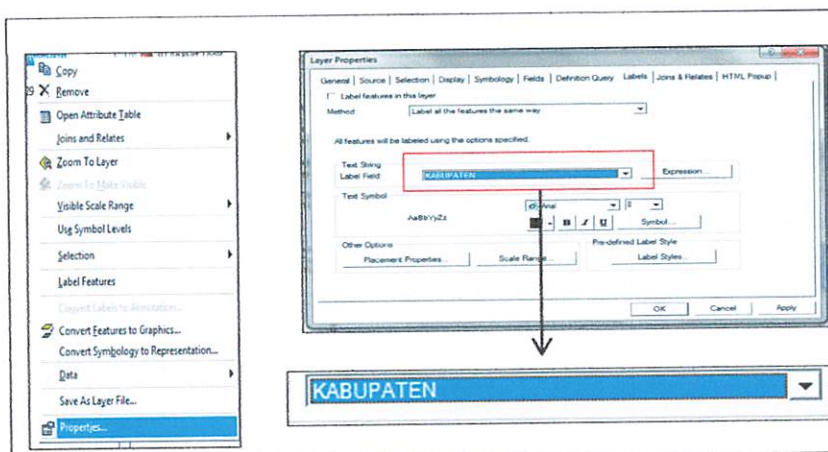 Copy
29 Remove
Open Attribute Table
Joins and Relates
Zoom To Layer
Zoom To Make Visible
Visible Scale Range
Use Symbol Levels
Selection
Label Features
Convert Labels to Annotation...
Convert Features to Graphics...
Convert Symbology to Representation...
Data
Save As Layer File...
Properties...
Layer Properties
General | Source | Selection | Display | Symbology | Fields | Definition Query | Labels | Joins & Relates | HTML Popup |
Label features in this layer
Method: Label all the features the same way
All features will be labeled using the options specified.
Text String
Label Field: KABUPATEN Expression...
Text Symbol
AaBbYyZz
Arial 8
B I U Symbol...
Other Options
Placement Properties... Scale Range...
Pre-defined Label Style
Label Styles...
OK Cancel Apply
KABUPATEN